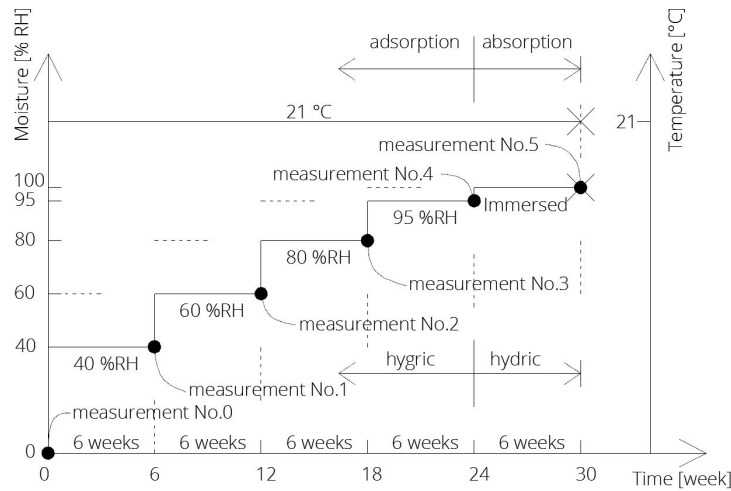 adsorption absorption
Moisture [% RH]
Temperature [°C]
21 °C
21
measurement No.5
measurement No.4
100
95
Immersed
95 %RH
80
80 %RH
measurement No.3
60
60 %RH
measurement No.2
40
40 %RH
hygric hydric
measurement No.1
measurement No.0
6 weeks 6 weeks 6 weeks 6 weeks 6 weeks
0
0 6 12 18 24 30 Time [week]